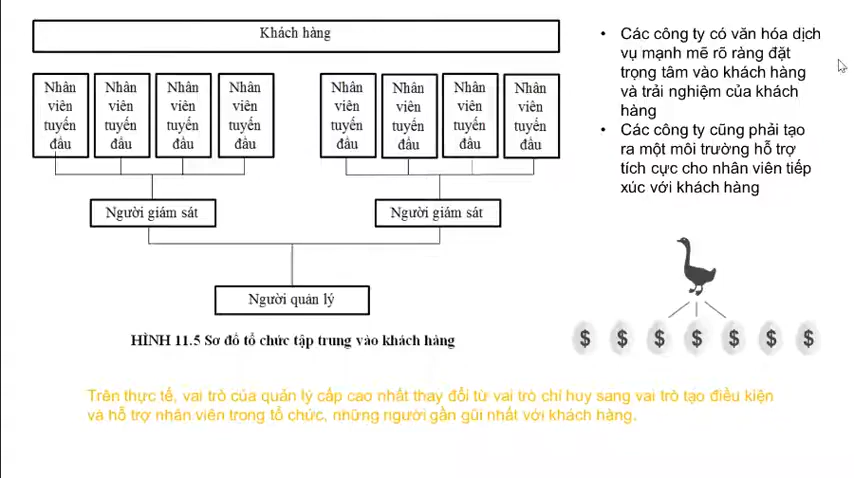 Khách hàng
Nhân
viên
tuyến
đầu
Nhân
viên
tuyến
đầu
Nhân
viên
tuyến
đầu
Nhân
viên
tuyến
đầu
Nhân
viên
tuyến
đầu
Nhân
viên
tuyến
đầu
Nhân
viên
tuyến
đầu
Nhân
viên
tuyến
đầu
Người giám sát
Người giám sát
Người quản lý
HÌNH 11.5 Sơ đồ tổ chức tập trung vào khách hàng
• Các công ty có văn hóa dịch
vụ mạnh mẽ rõ ràng đặt
trọng tâm vào khách hàng
và trải nghiệm của khách
hàng
• Các công ty cũng phải tạo
ra một môi trường hỗ trợ
tích cực cho nhân viên tiếp
xúc với khách hàng
$ $ $ $ $ $ $
Trên thực tế, vai trò của quản lý cấp cao nhất thay đổi từ vai trò chỉ huy sang vai trò tạo điều kiện
và hỗ trợ nhân viên trong tổ chức, những người gần gũi nhất với khách hàng.